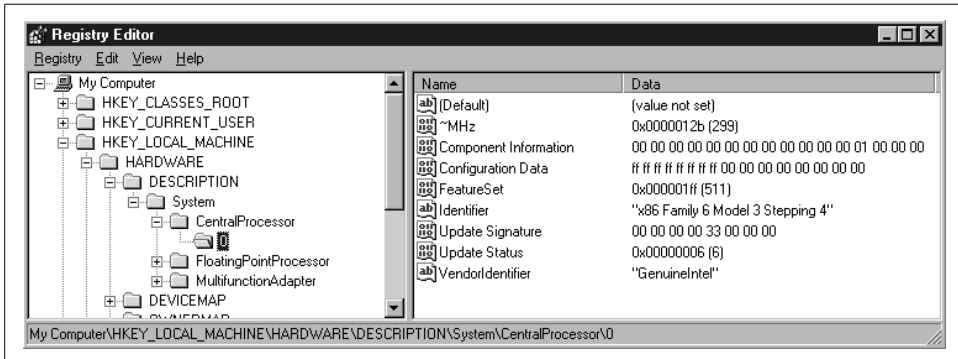 Registry Editor
Registry Edit View Help
My Computer
HKEY_CLASSES_ROOT
HKEY_CURRENT_USER
HKEY_LOCAL_MACHINE
HARDWARE
DESCRIPTION
System
CentralProcessor
0
FloatingPointProcessor
MultifunctionAdapter
DEVICEMAP
Name Data
(Default) (value not set)
~MHz 0x0000012b (299)
Component Information 00 00 00 00 00 00 00 00 00 00 00 00 01 00 00 00
Configuration Data ff ff ff ff ff ff ff ff 00 00 00 00 00 00 00 00
FeatureSet 0x000001ff (511)
Identifier "x86 Family 6 Model 3 Stepping 4"
Update Signature 00 00 00 00 33 00 00 00
Update Status 0x00000006 (6)
VendorIdentifier "GenuineIntel"
My Computer\HKEY_LOCAL_MACHINE\HARDWARE\DESCRIPTION\System\CentralProcessor\0